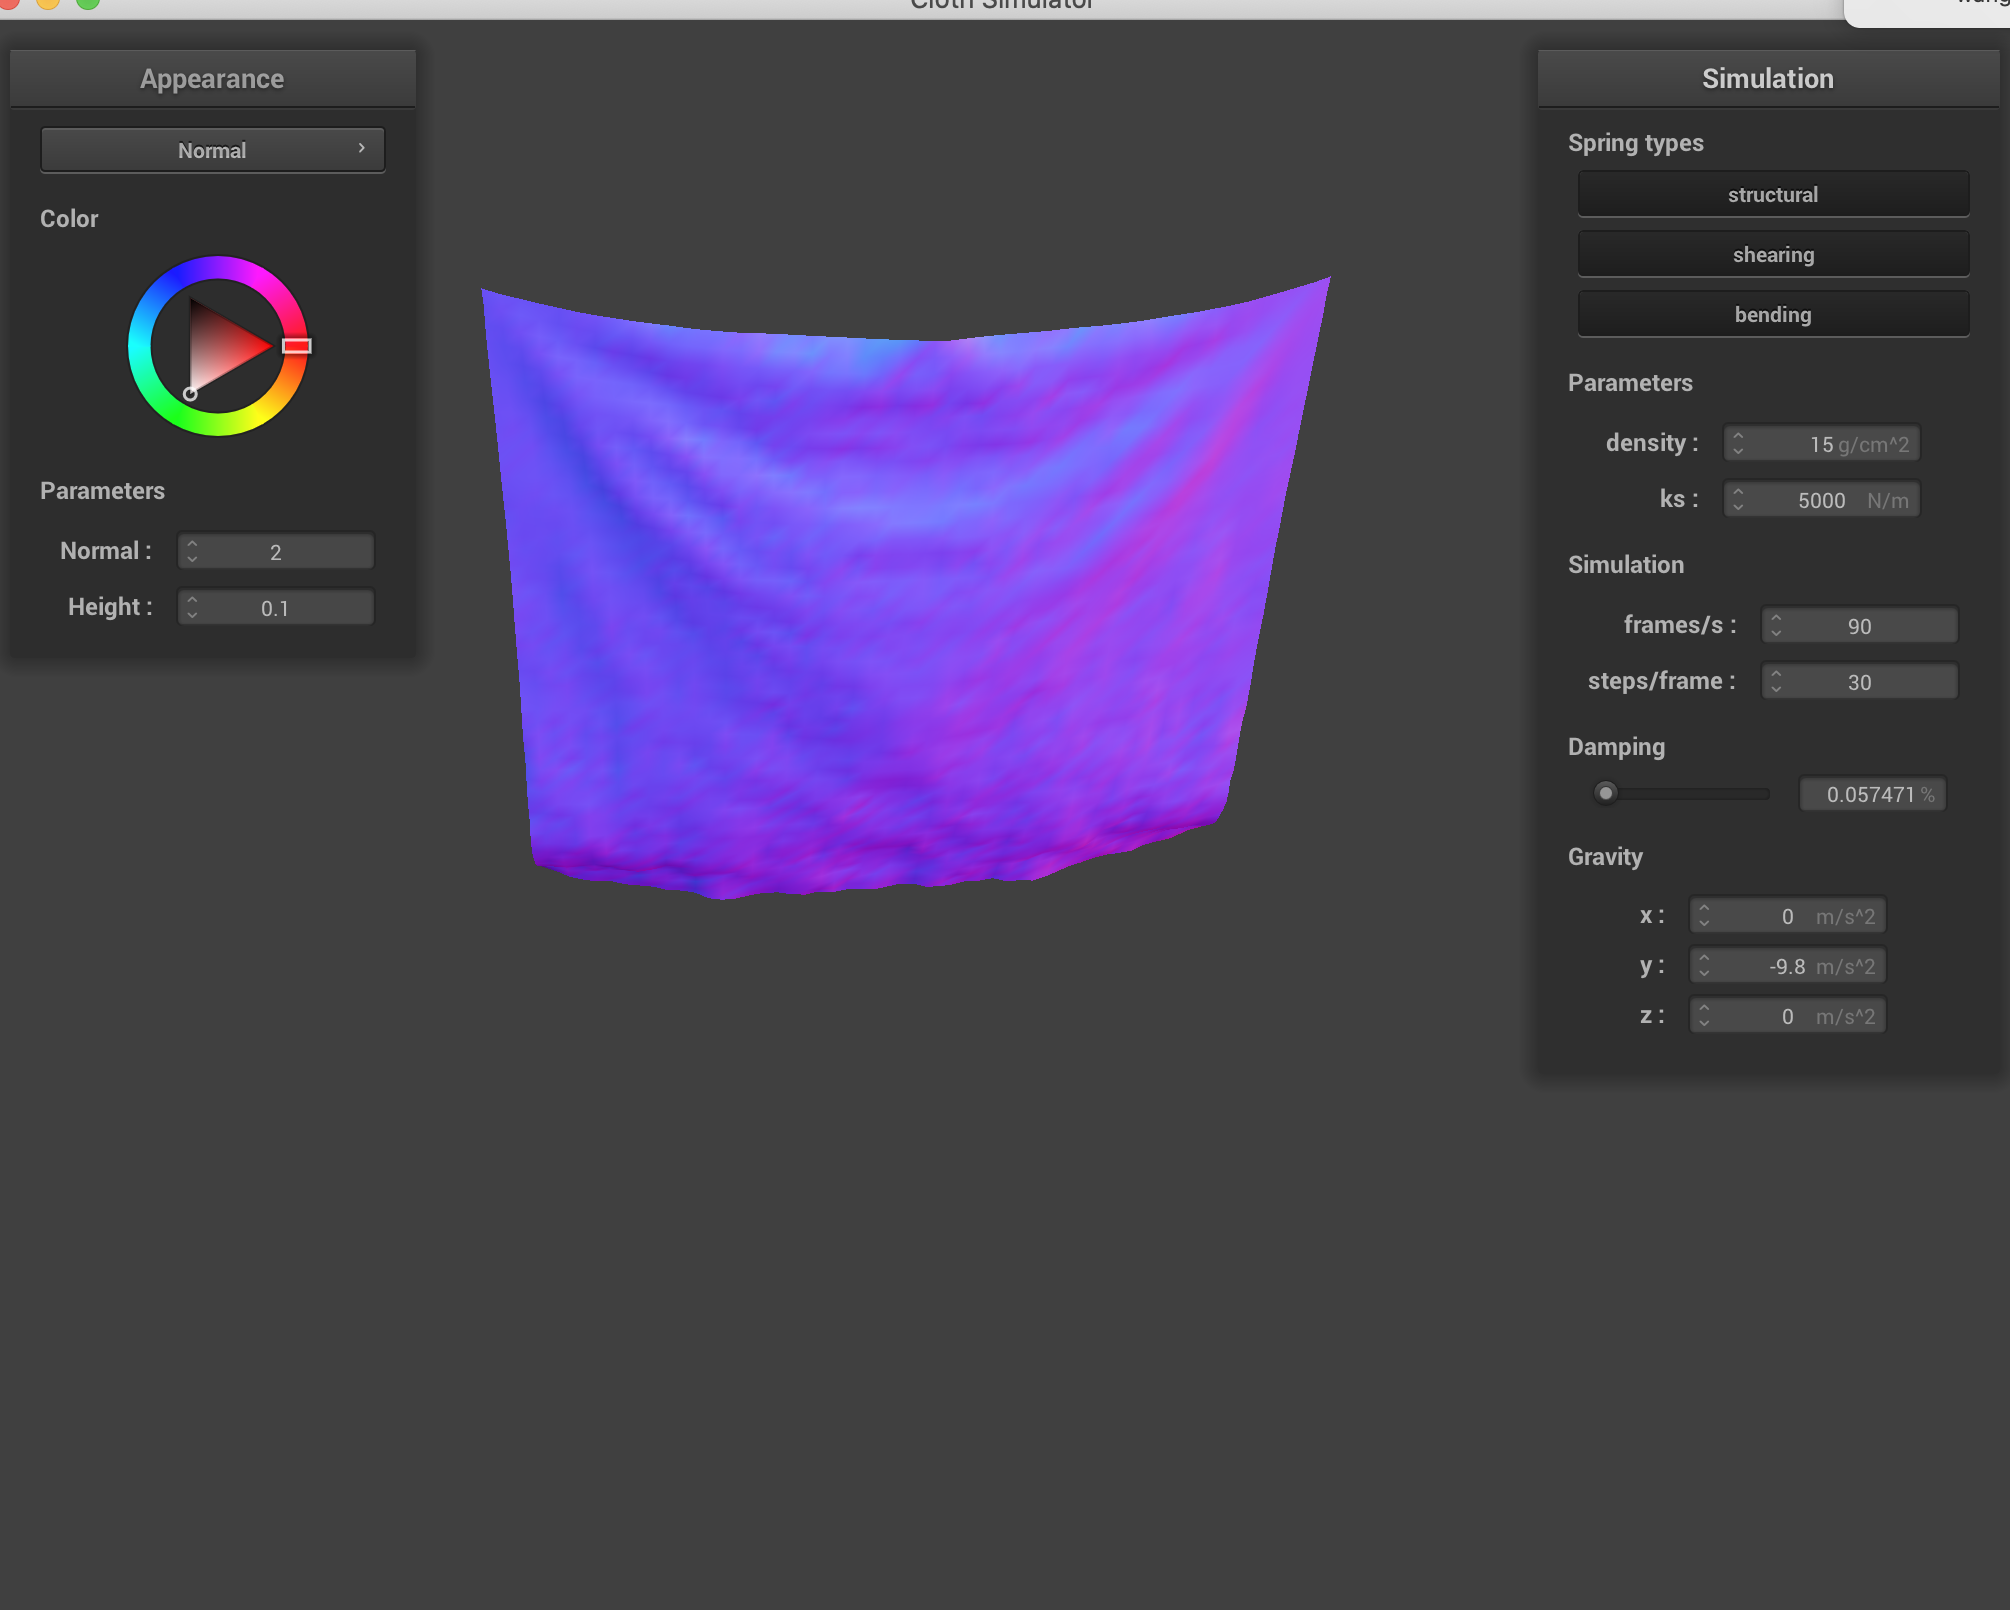 Cloth Simulator
Appearance
Normal
Color
Parameters
Normal : 2
Height : 0.1
Simulation
Spring types
structural
shearing
bending
Parameters
density : 15 g/cm^2
ks : 5000 N/m
Simulation
frames/s : 90
steps/frame : 30
Damping
0.057471 %
Gravity
x : 0 m/s^2
y : -9.8 m/s^2
z : 0 m/s^2